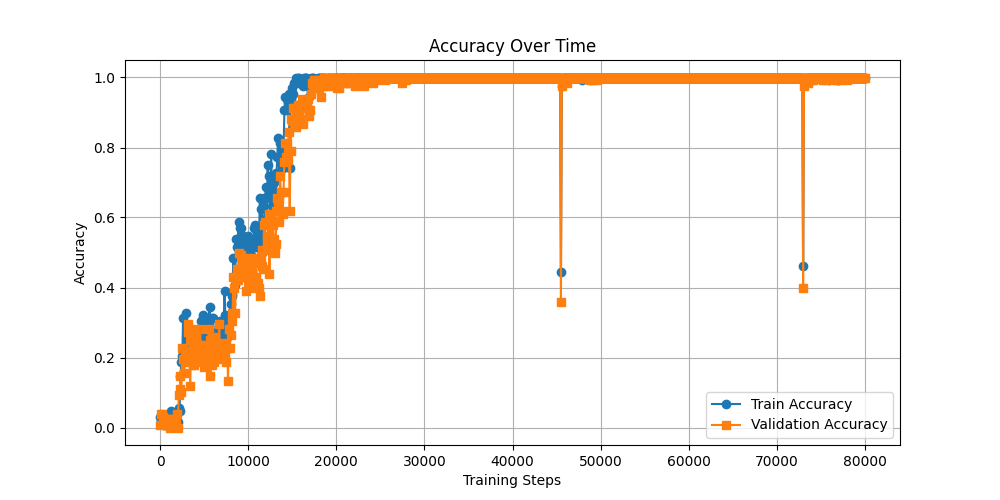 Accuracy Over Time
Accuracy
1.0
0.8
0.6
0.4
0.2
0.0
0 10000 20000 30000 40000 50000 60000 70000 80000
Training Steps
Train Accuracy
Validation Accuracy